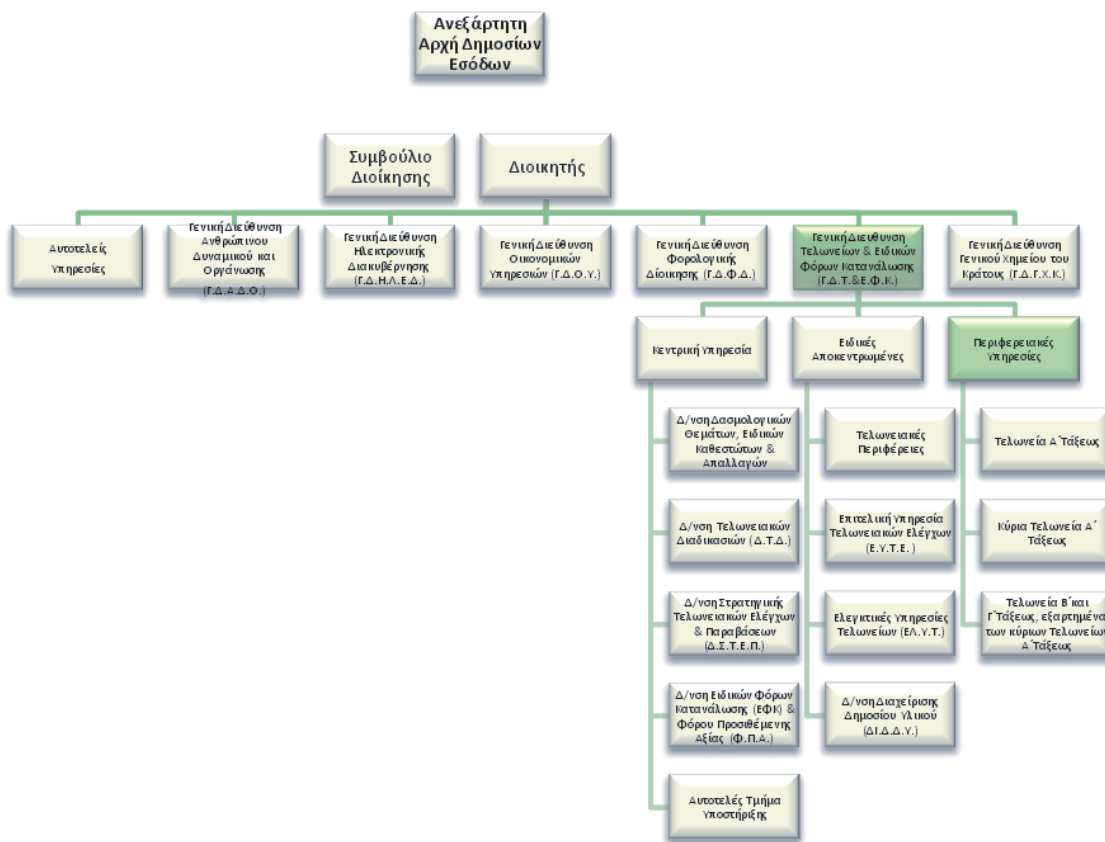 Ανεξάρτητη
Αρχή Δημοσίων
Εσόδων
Συμβούλιο
Διοίκησης
Διοικητής
Αυτοτελείς
Υπηρεσίες
Γενική Διεύθυνση
Ανθρώπινου
Δυναμικού και
Οργάνωσης
(Γ.Δ.Α.Δ.Ο.)
Γενική Διεύθυνση
Ηλεκτρονικής
Διακυβέρνησης
(Γ.Δ.Η.Λ.Ε.Δ.)
Γενική Διεύθυνση
Οικονομικών
Υπηρεσιών (Γ.Δ.Ο.Υ.)
Γενική Διεύθυνση
Φορολογικής
Δίοικησης (Γ.Δ.Φ.Δ.)
Γενική Διευθυνση
Τελωνείων & Ειδικών
Φόρων Κατανάλωσης
(Γ.Δ.Τ.&Ε.Φ.Κ.)
Γενική Διεύθυνση
Γενικού Χημείου του
Κράτους (Γ.Δ.Γ.Χ.Κ.)
Κεντρική Υπηρεσία
Ειδικές
Αποκεντρωμένες
Περιφερειακές
Υπηρεσίες
Δ/νση Δασμολογικών
Θεμάτων, Ειδικών
Καθεστώτων &
Απαλλαγών
Δ/νση Τελωνειακών
Διαδικασιών (Δ.Τ.Δ.)
Δ/νση Στρατηγικής
Τελωνειακών Ελέγχων
& Παραβάσεων
(Δ.Σ.Τ.Ε.Π.)
Δ/νση Ειδικών Φόρων
Κατανάλωσης (ΕΦΚ) &
Φόρου Προσιθέμενης
Αξίας (Φ.Π.Α.)
Αυτοτελές Τμήμα
Υποστήριξης
Τελωνειακές
Περιφέρειες
Επιτελική Υπηρεσία
Τελωνειακών Ελέγχων
(Ε.Υ.Τ.Ε.)
Ελεγκτικές Υπηρεσίες
Τελωνείων (ΕΛ.Υ.Τ.)
Δ/νση Διαχείρισης
Δημοσίου Υλικού
(ΔΙ.Δ.Δ.Υ.)
Τελωνεία Α΄Τάξεως
Κύρια Τελωνεία Α΄
Τάξεως
Τελωνεία Β΄και
Γ΄Τάξεως, εξαρτημένα
των κύριων Τελωνείων
Α΄Τάξεως